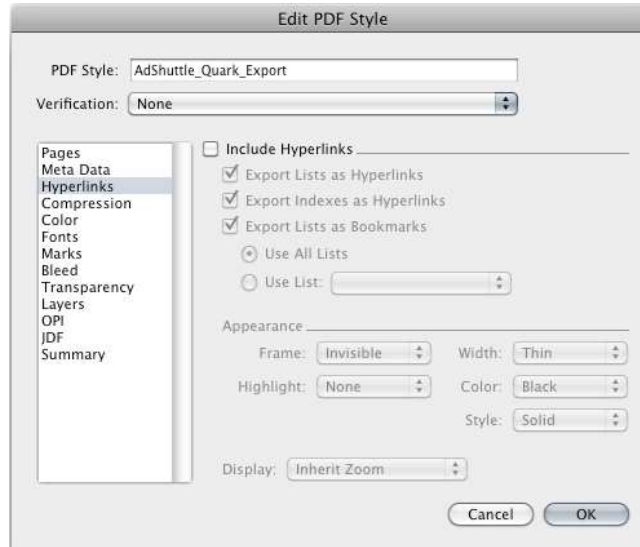 Edit PDF Style
PDF Style: AdShuttle_Quark_Export
Verification: None
Pages
Meta Data
Hyperlinks
Compression
Color
Fonts
Marks
Bleed
Transparency
Layers
OPI
JDF
Summary
Include Hyperlinks
Export Lists as Hyperlinks
Export Indexes as Hyperlinks
Export Lists as Bookmarks
Use All Lists
Use List:
Appearance
Frame: Invisible Width: Thin
Highlight: None Color: Black
Style: Solid
Display: Inherit Zoom
Cancel OK